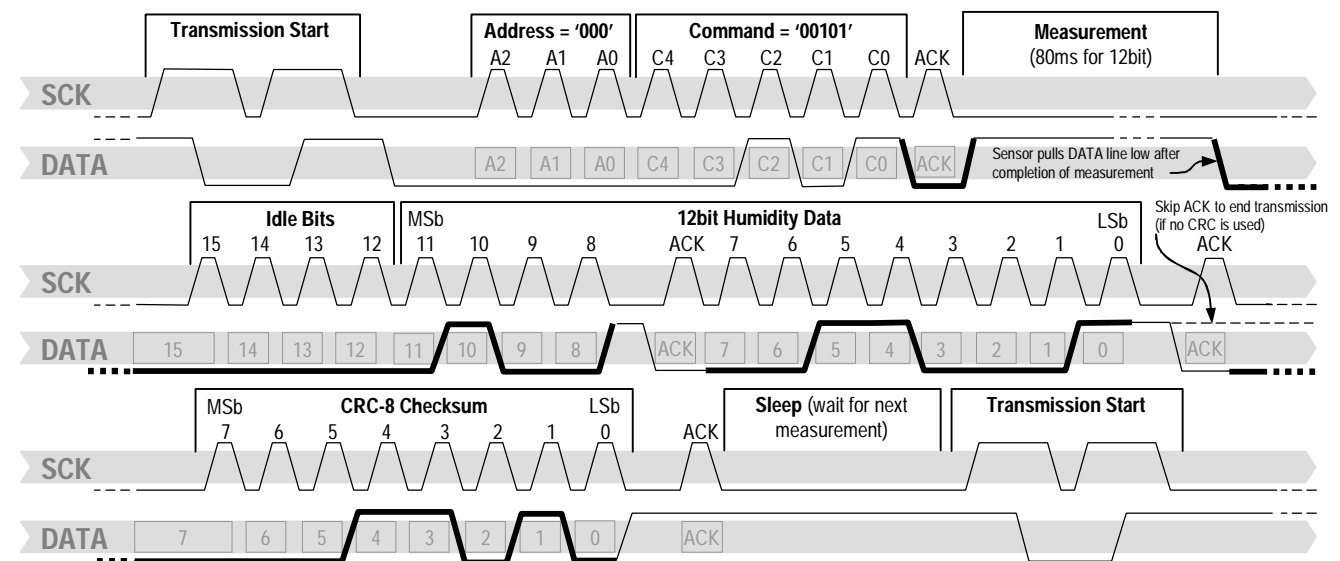 Transmission Start Address = '000' Command = '00101' Measurement
(80ms for 12bit)
A2 A1 A0 C4 C3 C2 C1 C0 ACK
SCK
DATA A2 A1 A0 C4 C3 C2 C1 C0 ACK
Sensor pulls DATA line low after
completion of measurement
Skip ACK to end transmission
(if no CRC is used)
Idle Bits MSb 12bit Humidity Data LSb
15 14 13 12 11 10 9 8 ACK 7 6 5 4 3 2 1 0 ACK
SCK
DATA 15 14 13 12 11 10 9 8 ACK 7 6 5 4 3 2 1 0 ACK
MSb CRC-8 Checksum LSb Sleep (wait for next Transmission Start
measurement)
7 6 5 4 3 2 1 0 ACK
SCK
DATA 7 6 5 4 3 2 1 0 ACK